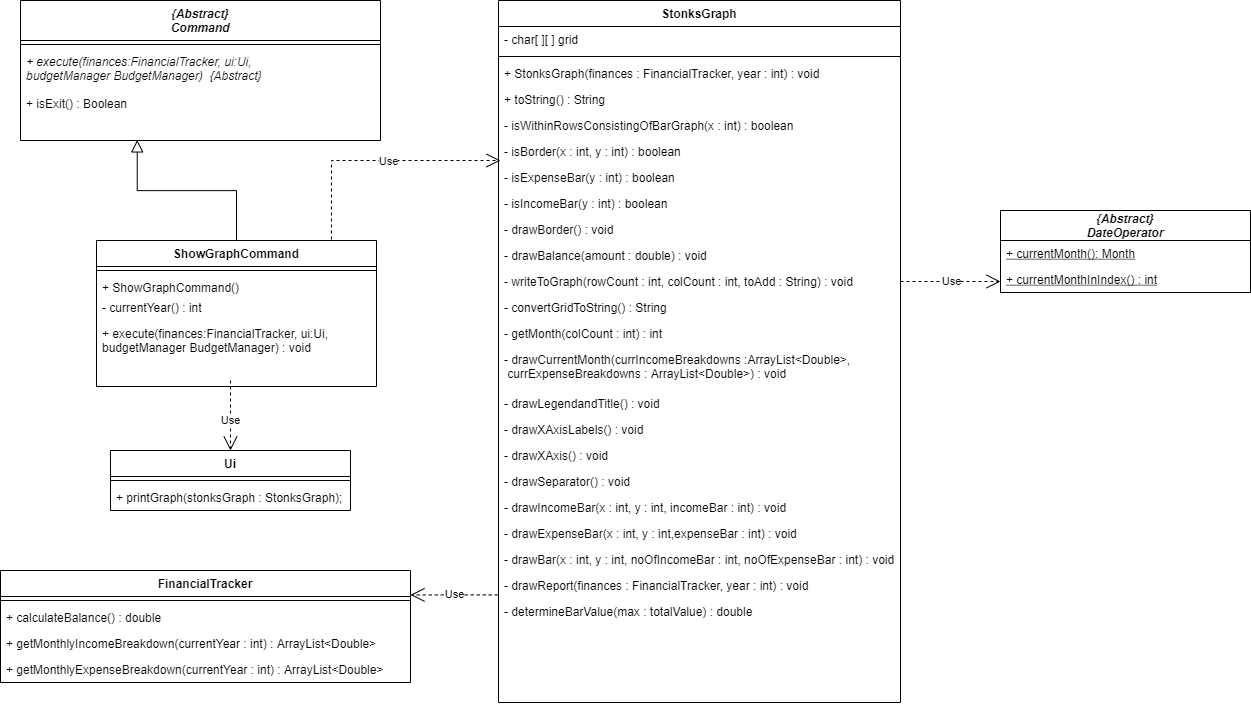 {Abstract}
Command
+ execute(finances:FinancialTracker, ui:Ui,
budgetManager BudgetManager)  {Abstract}
+ isExit() : Boolean
StonksGraph
- char[ ][ ] grid
+ StonksGraph(finances : FinancialTracker, year : int) : void
+ toString() : String
- isWithinRowsConsistingOfBarGraph(x : int) : boolean
- isBorder(x : int, y : int) : boolean
- isExpenseBar(y : int) : boolean
- isIncomeBar(y : int) : boolean
- drawBorder() : void
- drawBalance(amount : double) : void
- writeToGraph(rowCount : int, colCount : int, toAdd : String) : void
- convertGridToString() : String
- getMonth(colCount : int) : int
- drawCurrentMonth(currIncomeBreakdowns :ArrayList<Double>,
currExpenseBreakdowns : ArrayList<Double>) : void
- drawLegendandTitle() : void
- drawXAxisLabels() : void
- drawXAxis() : void
- drawSeparator() : void
- drawIncomeBar(x : int, y : int, incomeBar : int) : void
- drawExpenseBar(x : int, y : int,expenseBar : int) : void
- drawBar(x : int, y : int, noOfIncomeBar : int, noOfExpenseBar : int) : void
- drawReport(finances : FinancialTracker, year : int) : void
- determineBarValue(max : totalValue) : double
Use
{Abstract}
DateOperator
+ currentMonth(): Month
+ currentMonthInIndex() : int
Use
ShowGraphCommand
+ ShowGraphCommand()
- currentYear() : int
+ execute(finances:FinancialTracker, ui:Ui,
budgetManager BudgetManager) : void
Use
Ui
+ printGraph(stonksGraph : StonksGraph);
FinancialTracker
+ calculateBalance() : double
+ getMonthlyIncomeBreakdown(currentYear : int) : ArrayList<Double>
+ getMonthlyExpenseBreakdown(currentYear : int) : ArrayList<Double>
Use